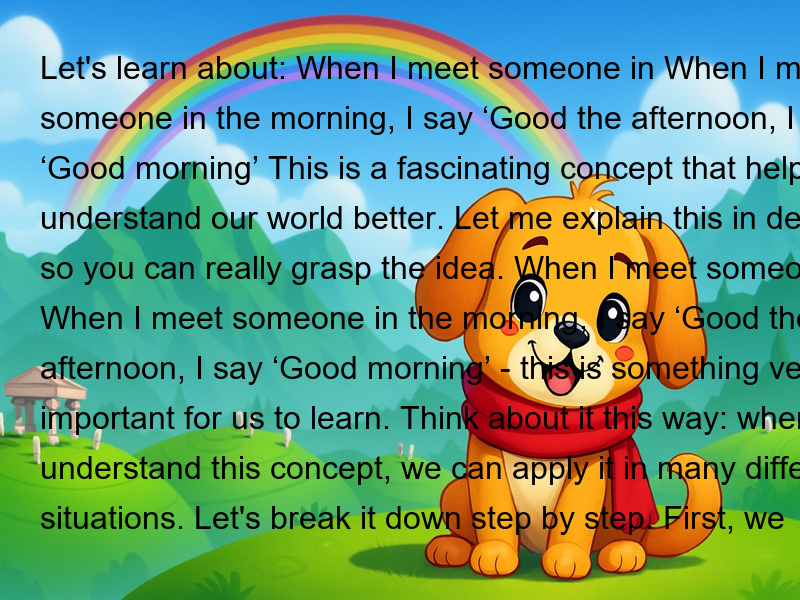 Let's learn about: When I meet someone in When I m
someone in the morning, I say ‘Good the afternoon, I
‘Good morning’ This is a fascinating concept that help
understand our world better. Let me explain this in de
so you can really grasp the idea. When I meet someo
When I meet someone in the morning, I say ‘Good the
afternoon, I say ‘Good morning’ - this is something ve
important for us to learn. Think about it this way: when
understand this concept, we can apply it in many diffe
situations. Let's break it down step by step. First, we